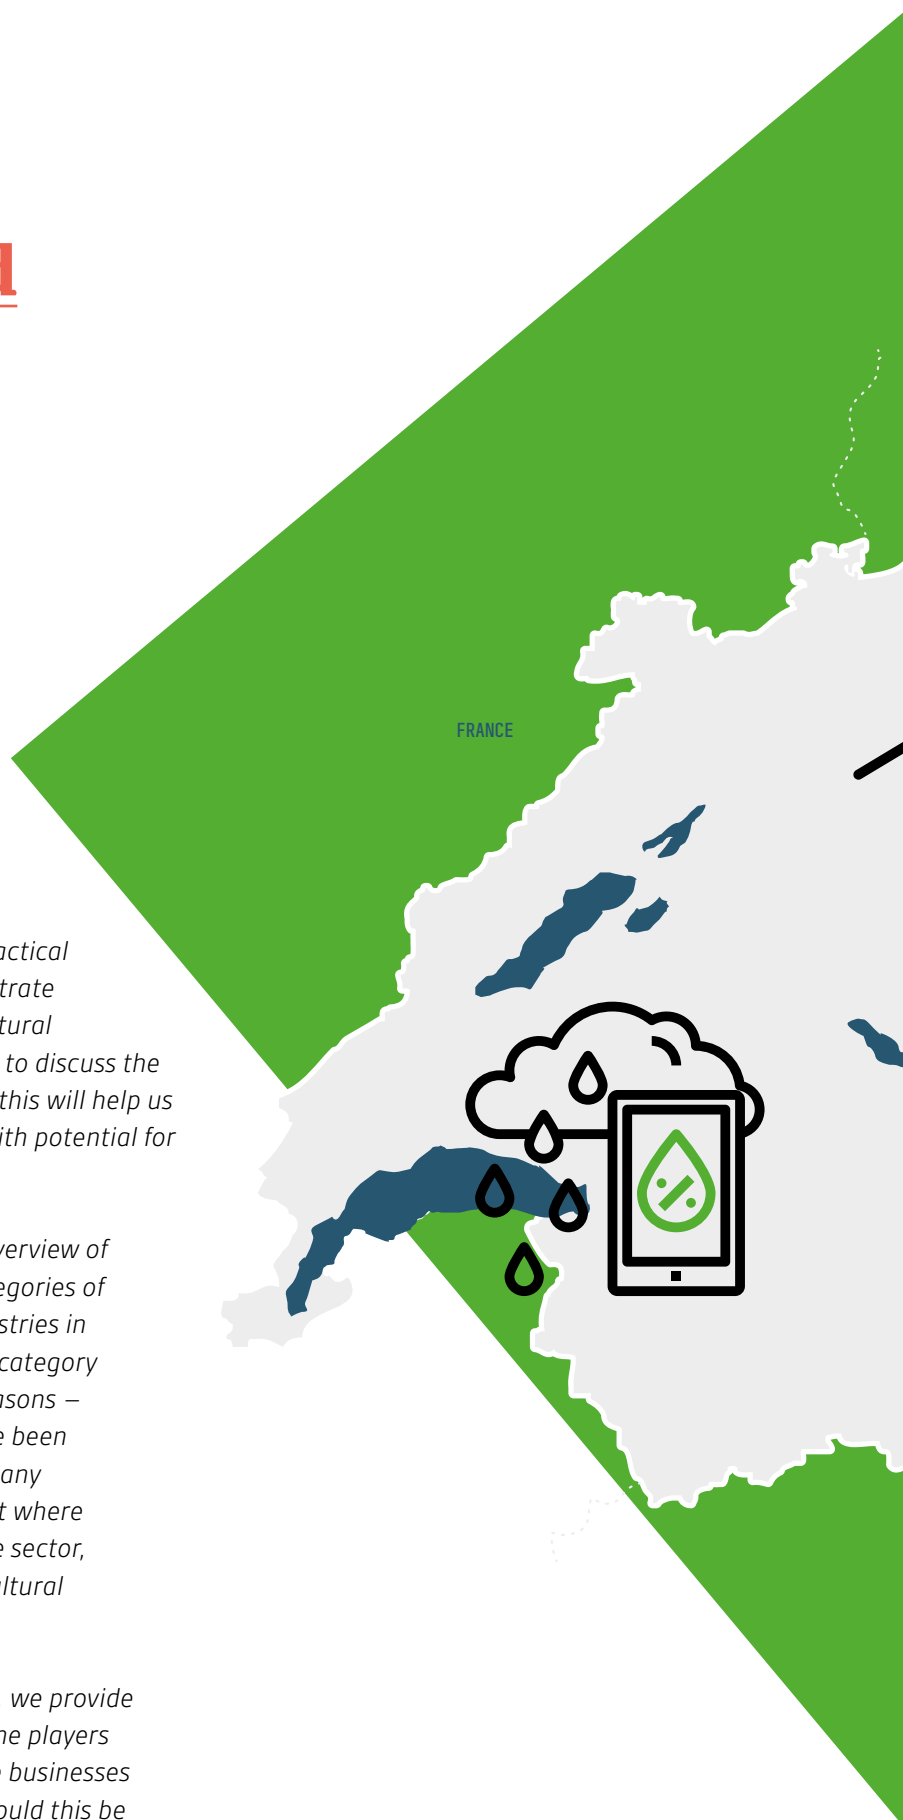 FRANCE
actical
trate
tural
to discuss the
this will help us
ith potential for
verview of
egories of
stries in
category
asons –
e been
any
t where
e sector,
ltural
we provide
ne players
businesses
ould this be